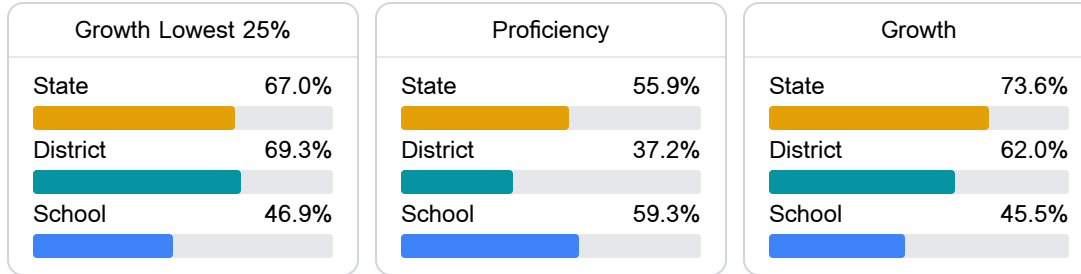 Growth Lowest 25%
State 67.0%
District 69.3%
School 46.9%
Proficiency
State 55.9%
District 37.2%
School 59.3%
Growth
State 73.6%
District 62.0%
School 45.5%